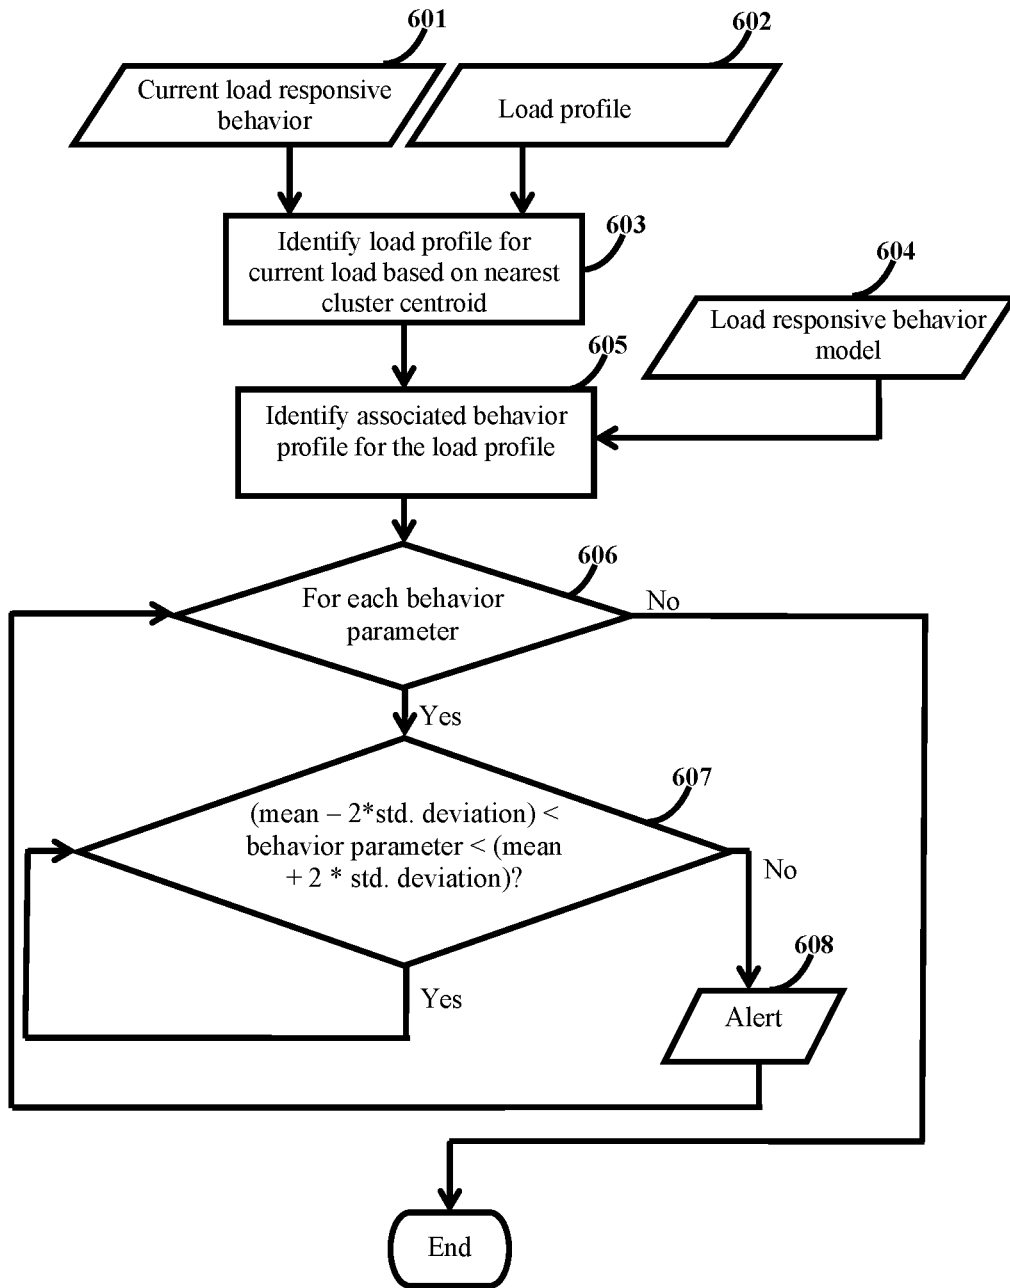 601
602
Current load responsive
behavior
Load profile
603
Identify load profile for
current load based on nearest
cluster centroid
604
Load responsive behavior
model
605
Identify associated behavior
profile for the load profile
606
For each behavior
parameter
No
Yes
607
(mean – 2*std. deviation) <
behavior parameter < (mean
+ 2 * std. deviation)?
No
608
Yes
Alert
End